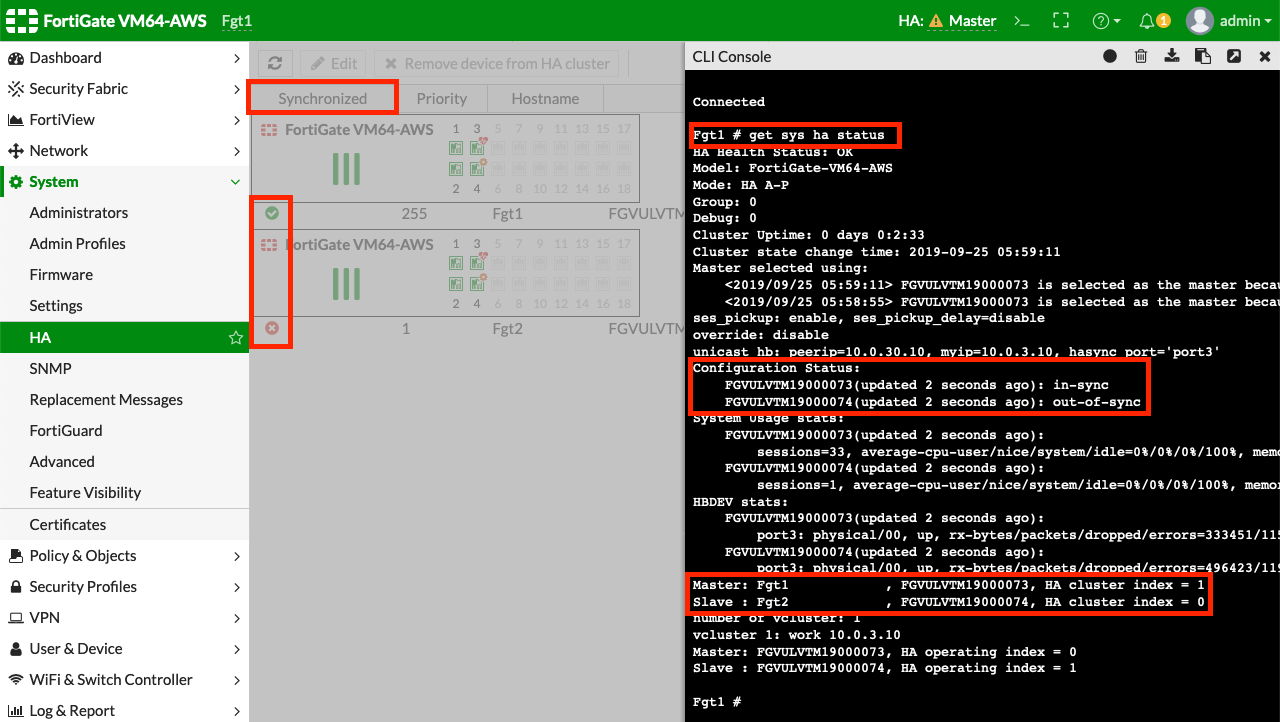 FortiGate VM64-AWS Fgt1
HA: Master >_ admin
1
Dashboard
Security Fabric
FortiView
Network
System
Administrators
Admin Profiles
Firmware
Settings
HA
SNMP
Replacement Messages
FortiGuard
Advanced
Feature Visibility
Certificates
Policy & Objects
Security Profiles
VPN
User & Device
WiFi & Switch Controller
Log & Report
Edit Remove device from HA cluster
Synchronized Priority Hostname
FortiGate VM64-AWS 1 3 5 7 9 11 13 15 17
2 4 6 8 10 12 14 16 18
255 Fgt1 FGVULVTM
FortiGate VM64-AWS 1 3 5 7 9 11 13 15 17
2 4 6 8 10 12 14 16 18
1 Fgt2 FGVULVTM
CLI Console
Connected
Fgt1 # get sys ha status
HA Health Status: OK
Model: FortiGate-VM64-AWS
Mode: HA A-P
Group: 0
Debug: 0
Cluster Uptime: 0 days 0:2:33
Cluster state change time: 2019-09-25 05:59:11
Master selected using:
<2019/09/25 05:59:11> FGVULVTM19000073 is selected as the master becau
<2019/09/25 05:58:55> FGVULVTM19000073 is selected as the master becau
ses_pickup: enable, ses_pickup_delay=disable
override: disable
unicast_hb: peerip=10.0.30.10, myip=10.0.3.10, hasync_port='port3'
Configuration Status:
FGVULVTM19000073(updated 2 seconds ago): in-sync
FGVULVTM19000074(updated 2 seconds ago): out-of-sync
System Usage stats:
FGVULVTM19000073(updated 2 seconds ago):
sessions=33, average-cpu-user/nice/system/idle=0%/0%/0%/100%, memo
FGVULVTM19000074(updated 2 seconds ago):
sessions=1, average-cpu-user/nice/system/idle=0%/0%/0%/100%, memor
HBDEV stats:
FGVULVTM19000073(updated 2 seconds ago):
port3: physical/00, up, rx-bytes/packets/dropped/errors=333451/115
FGVULVTM19000074(updated 2 seconds ago):
port3: physical/00, up, rx-bytes/packets/dropped/errors=496423/119
Master: Fgt1 , FGVULVTM19000073, HA cluster index = 1
Slave : Fgt2 , FGVULVTM19000074, HA cluster index = 0
number of vcluster: 1
vcluster 1: work 10.0.3.10
Master: FGVULVTM19000073, HA operating index = 0
Slave : FGVULVTM19000074, HA operating index = 1
Fgt1 #